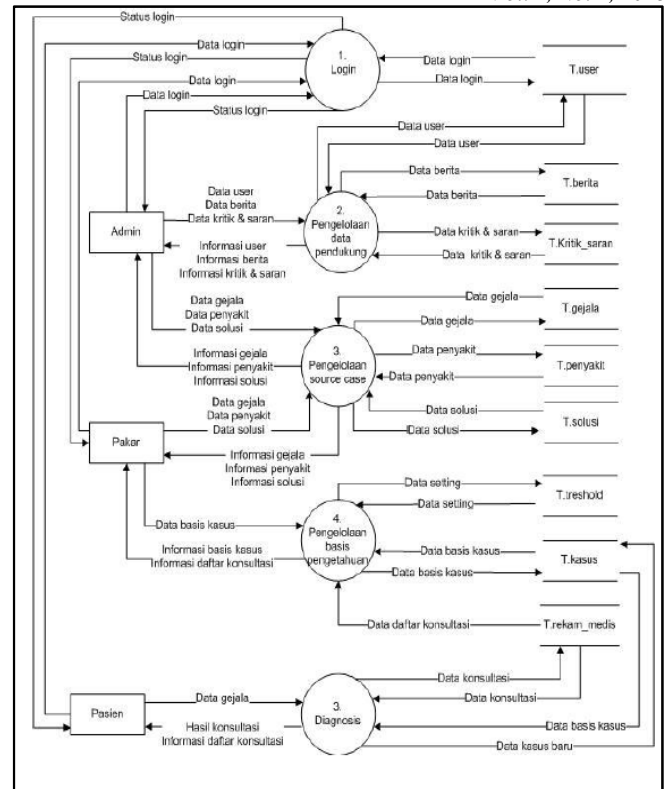 Status login
Data login
Status login
Data login
Data login
Status login
1.
Login
Data login
Data login
T.user
Data user
Data user
Data berita
Data berita
T.berita
Data user
Data berita
Data kritik & saran
Admin
2.
Pengelolaan
data
pendukung
Data kritik & saran
Data kritik & saran
T.Kritik_saran
Informasi user
Informasi berita
Informasi kritik & saran
Data gejala
Data penyakit
Data solusi
Data gejala
Data gejala
T.gejala
3.
Pengelolaan
source case
Informasi gejala
Informasi penyakit
Informasi solusi
Data penyakit
Data penyakit
T.penyakit
Data gejala
Data penyakit
Data solusi
Data solusi
Data solusi
T.solusi
Pakar
Informasi gejala
Informasi penyakit
Informasi solusi
Data setting
Data setting
T.treshold
4.
Pengelolaan
basis
pengetahuan
Data basis kasus
Informasi basis kasus
Informasi daftar konsultasi
Data basis kasus
Data basis kasus
T.kasus
Data daftar konsultasi
T.rekam_medis
Data konsultasi
Data konsultasi
Pasien
Data gejala
3.
Diagnosis
Hasil konsultasi
Informasi daftar konsultasi
Data basis kasus
Data kasus baru